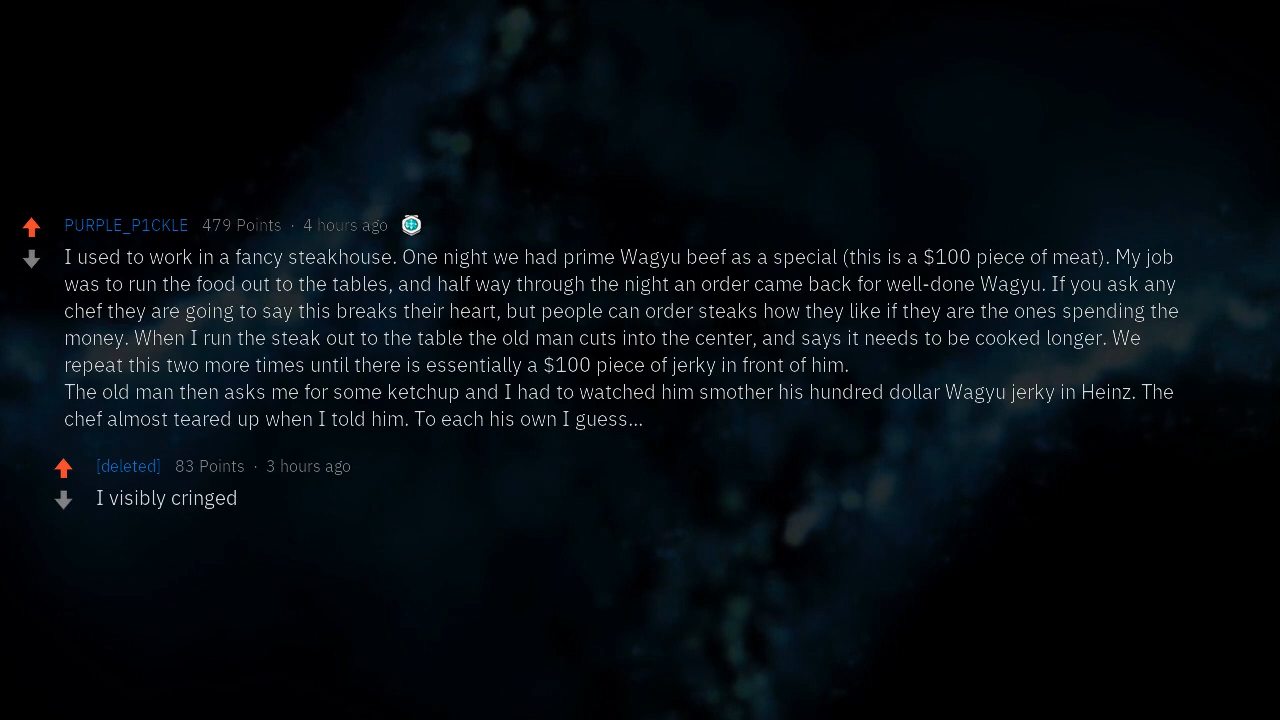 PURPLE_P1CKLE 479 Points · 4 hours ago
I used to work in a fancy steakhouse. One night we had prime Wagyu beef as a special (this is a $100 piece of meat). My job
was to run the food out to the tables, and half way through the night an order came back for well-done Wagyu. If you ask any
chef they are going to say this breaks their heart, but people can order steaks how they like if they are the ones spending the
money. When I run the steak out to the table the old man cuts into the center, and says it needs to be cooked longer. We
repeat this two more times until there is essentially a $100 piece of jerky in front of him.
The old man then asks me for some ketchup and I had to watched him smother his hundred dollar Wagyu jerky in Heinz. The
chef almost teared up when I told him. To each his own I guess...
[deleted] 83 Points · 3 hours ago
I visibly cringed